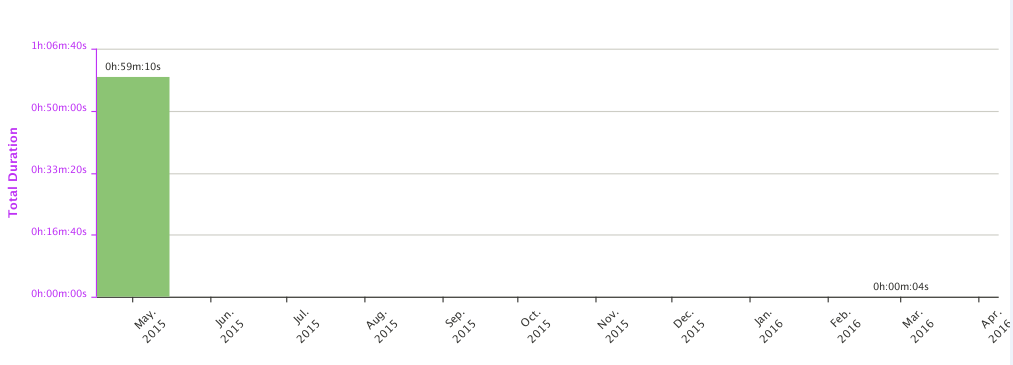 1h:06m:40s
0h:59m:10s
0h:50m:00s
0h:33m:20s
0h:16m:40s
0h:00m:00s
Total Duration
0h:00m:04s
May.
2015
Jun.
2015
Jul.
2015
Aug.
2015
Sep.
2015
Oct.
2015
Nov.
2015
Dec.
2015
Jan.
2016
Feb.
2016
Mar.
2016
Apr.
2016